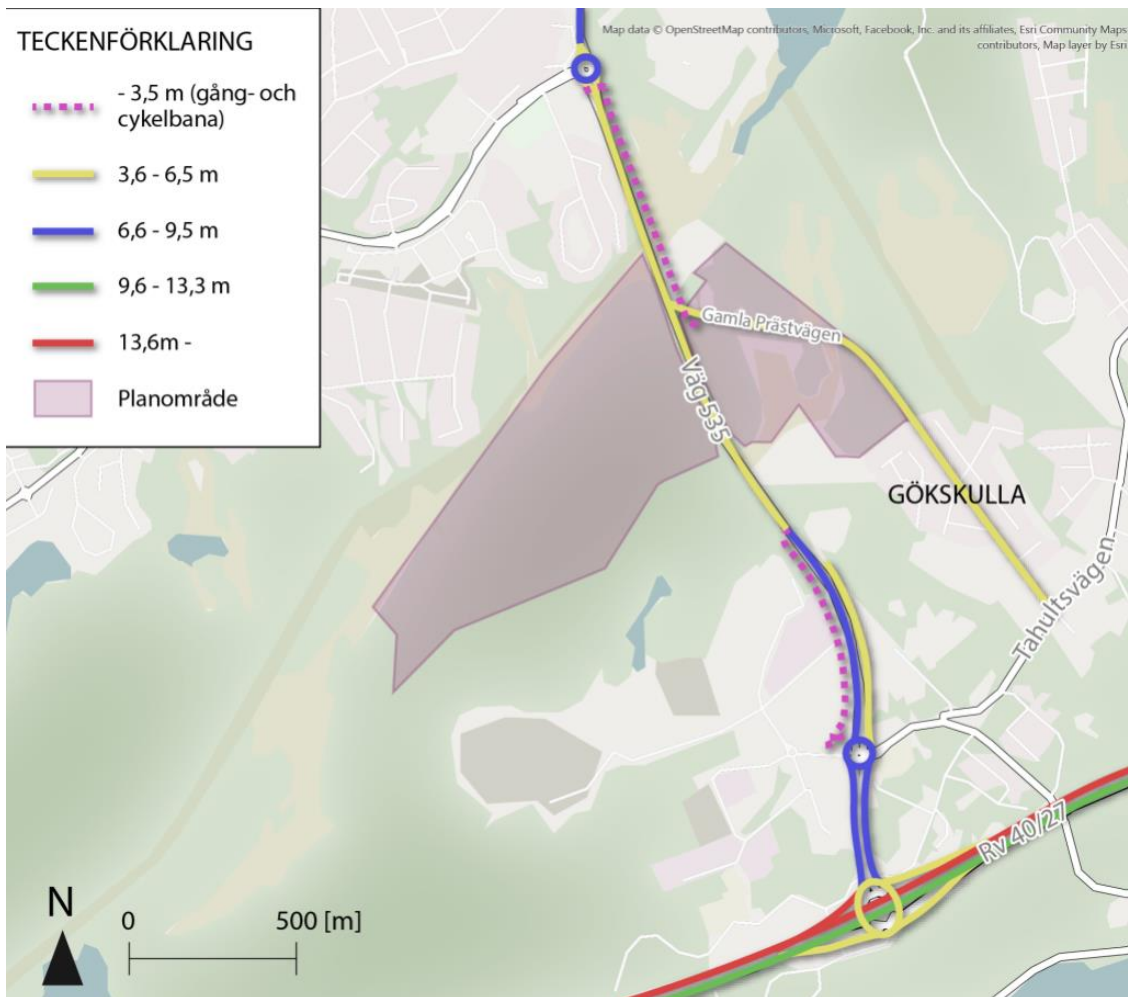 Map data © OpenStreetMap contributors, Microsoft, Facebook, Inc. and its affiliates, Esri Community Maps
contributors, Map layer by Esri
TECKENFÖRKLARING
- 3,5 m (gång- och
cykelbana)
3,6 - 6,5 m
6,6 - 9,5 m
9,6 - 13,3 m
13,6m -
Planområde
Gamla Prästvägen
Väg 535
GÖKSKULLA
Tahultsvägen
Rv 40/27
N
0 500 [m]